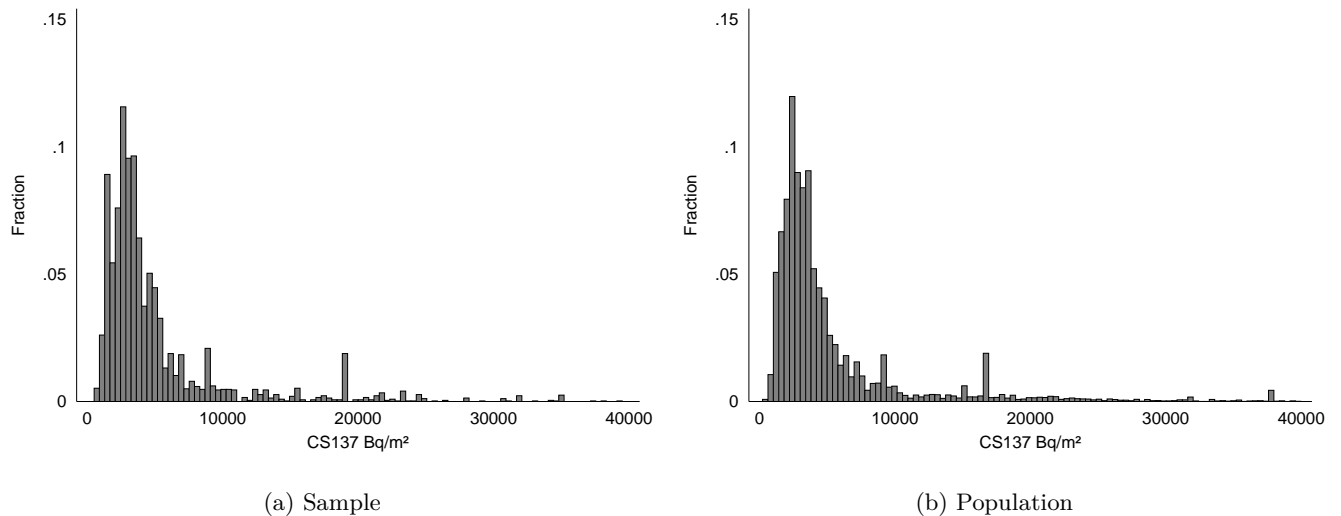 .15
.1
.05
0
Fraction
0 10000 20000 30000 40000
CS137 Bq/m²
(a) Sample
.15
.1
.05
0
Fraction
0 10000 20000 30000 40000
CS137 Bq/m²
(b) Population